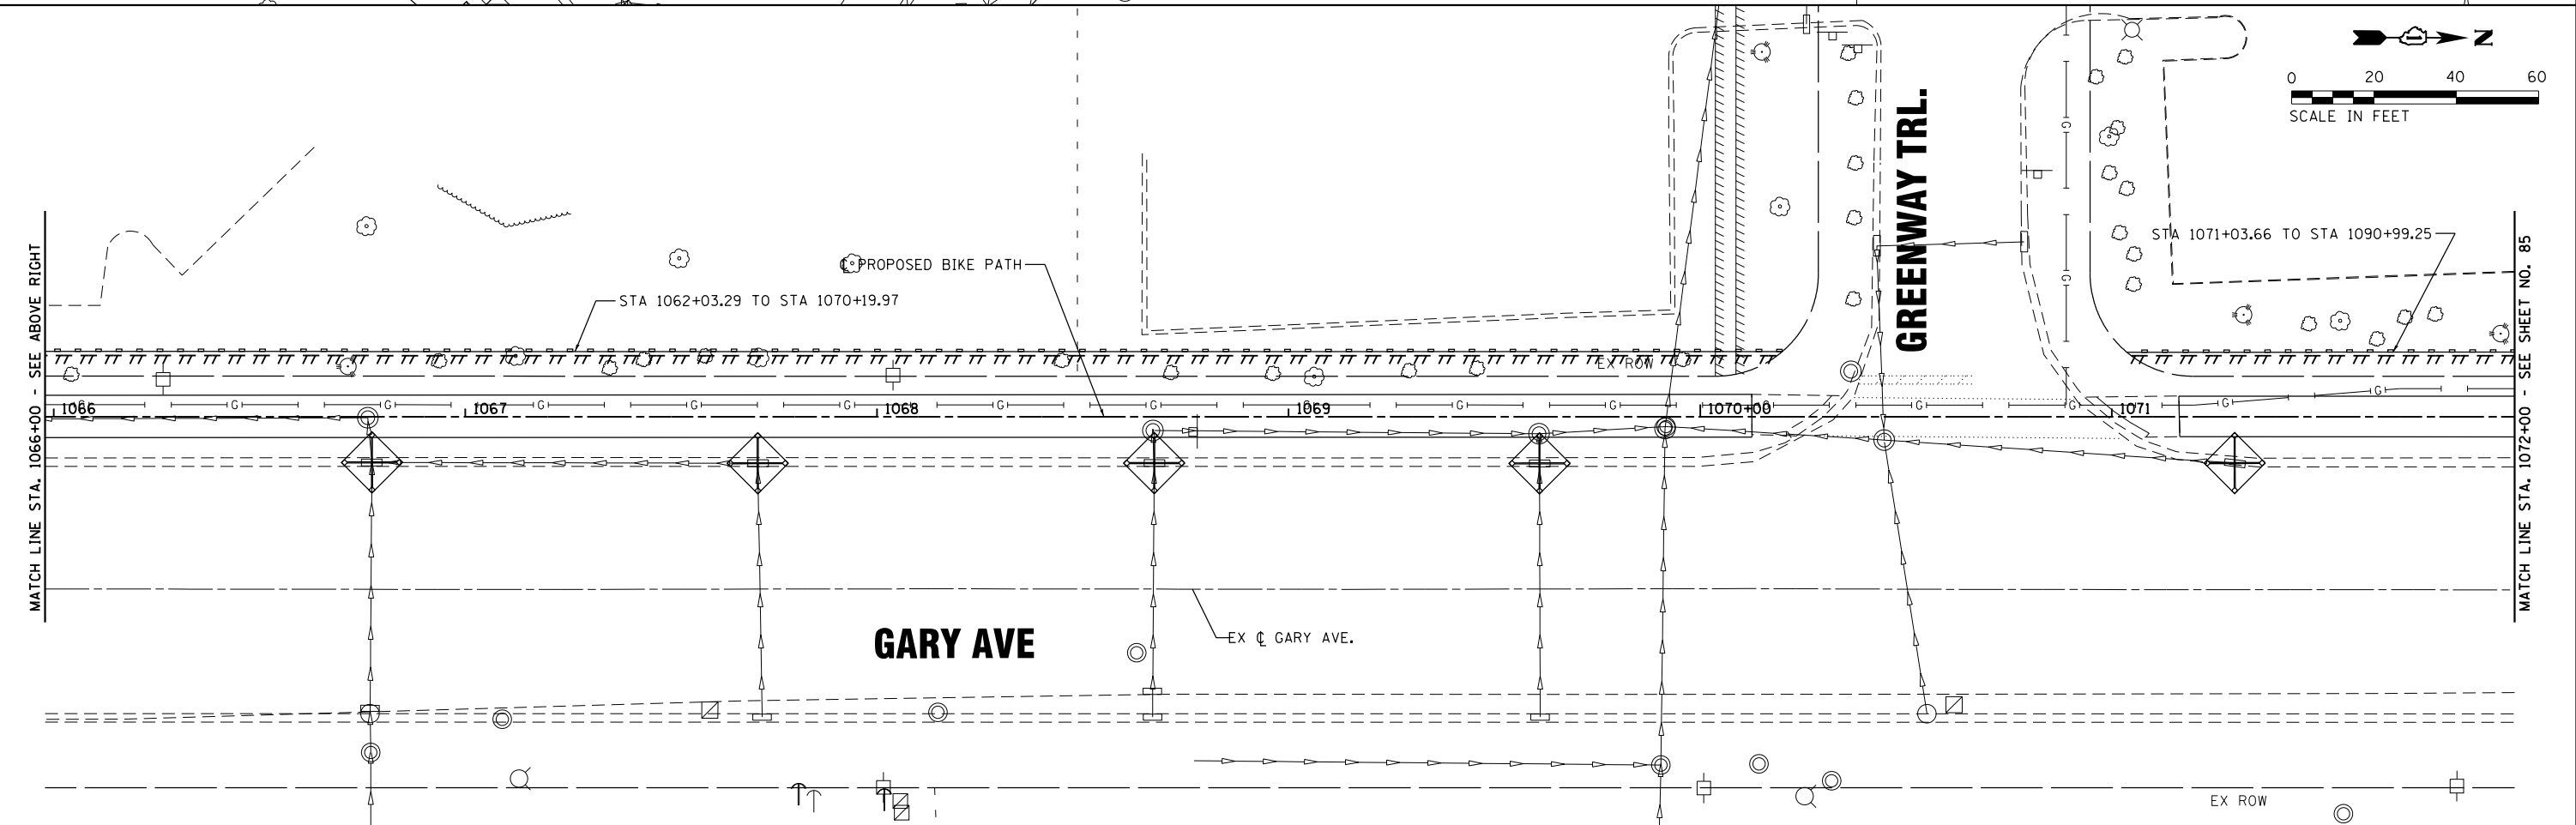 N
0 20 40 60
SCALE IN FEET
GREENWAY TRL.
STA 1071+03.66 TO STA 1090+99.25
℄ PROPOSED BIKE PATH
STA 1062+03.29 TO STA 1070+19.97
MATCH LINE STA. 1066+00 - SEE ABOVE RIGHT
MATCH LINE STA. 1072+00 - SEE SHEET NO. 85
EX ROW
G G G G G G G G G G G G G G G G
G
G
1066 1067 1068 1069 1070+00 1071
EX ℄ GARY AVE.
GARY AVE
EX ROW